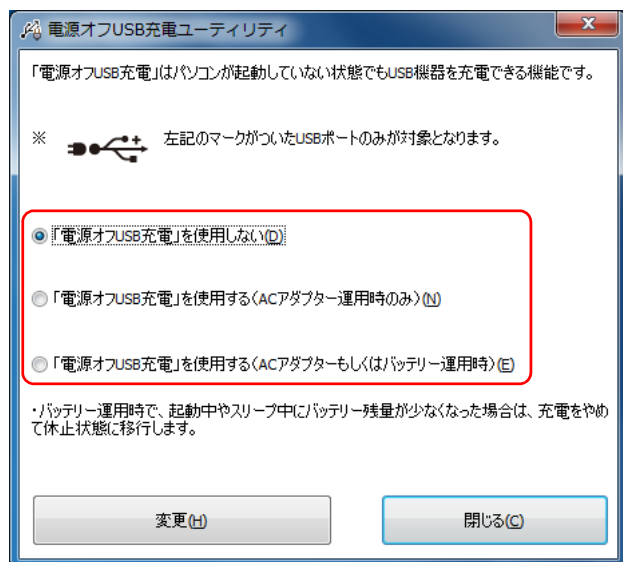 電源オフUSB充電ユーティリティ
「電源オフUSB充電」はパソコンが起動していない状態でもUSB機器を充電できる機能です。
※ 左記のマークがついたUSBポートのみが対象となります。
「電源オフUSB充電」を使用しない(D)
「電源オフUSB充電」を使用する(ACアダプター運用時のみ)(N)
「電源オフUSB充電」を使用する(ACアダプターもしくはバッテリー運用時)(E)
・バッテリー運用時で、起動中やスリープ中にバッテリー残量が少なくなった場合は、充電をやめ
て休止状態に移行します。
変更(H)
閉じる(C)